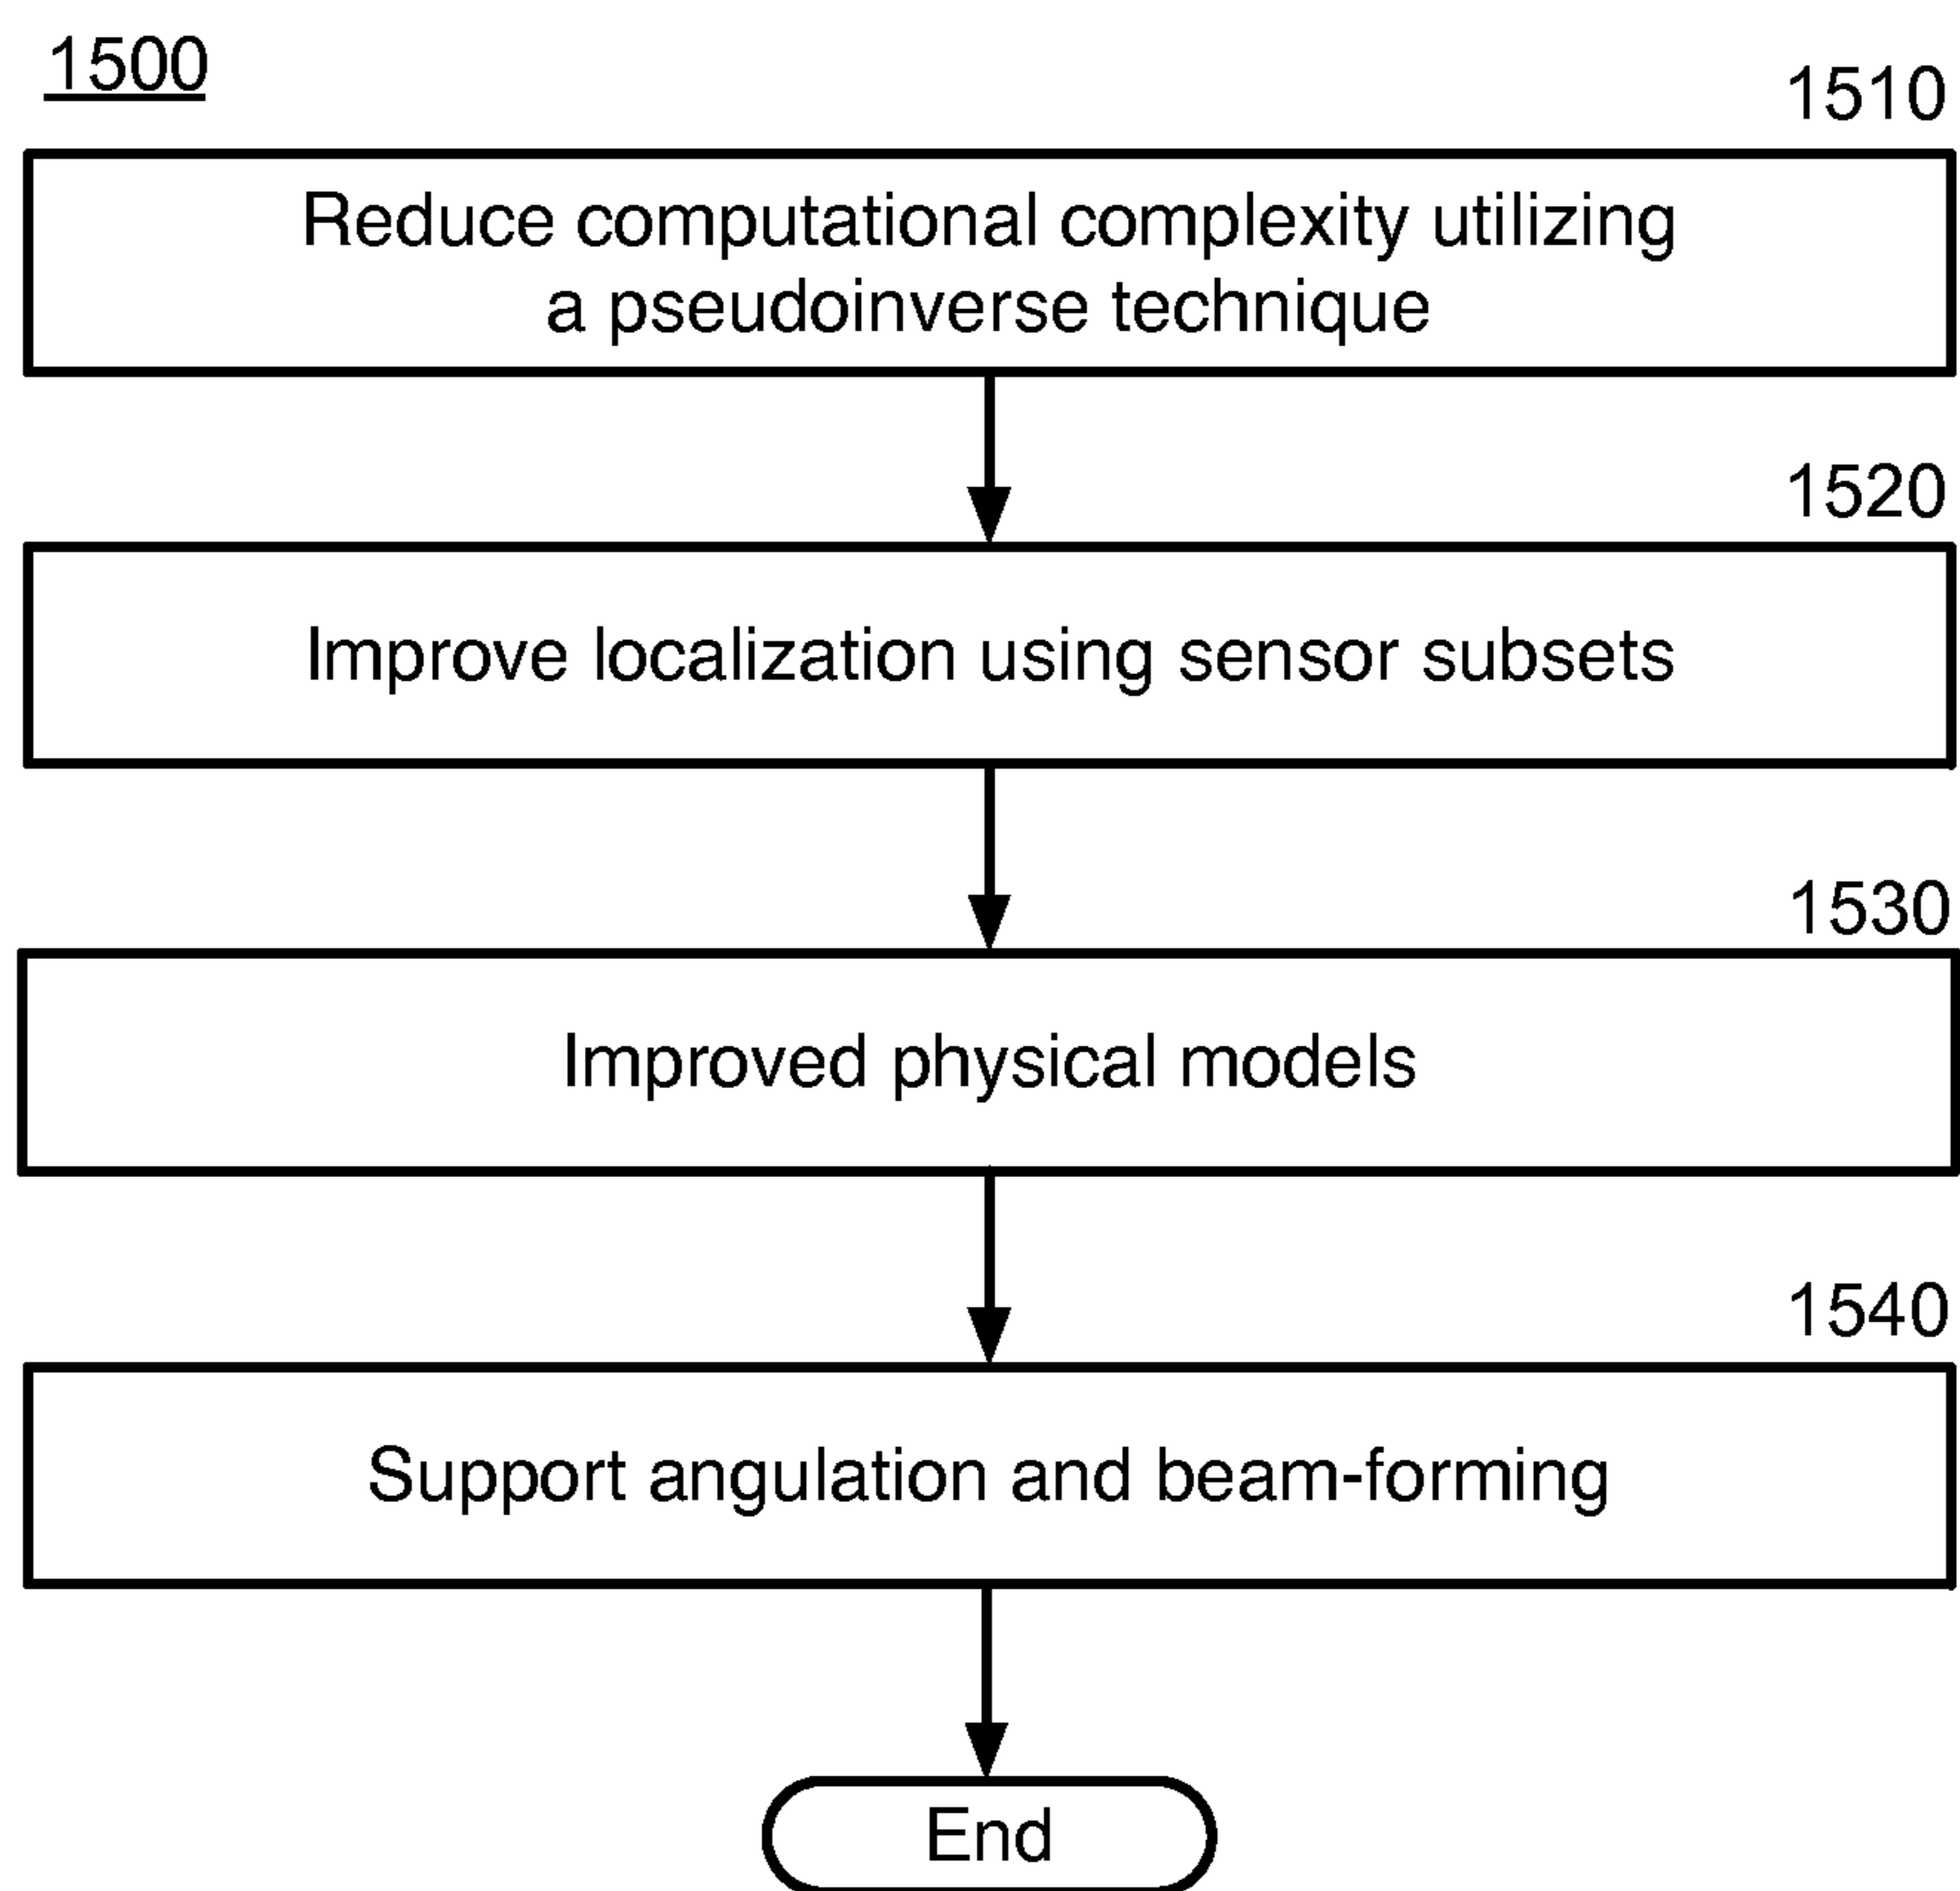 1500
1510
Reduce computational complexity utilizing
a pseudoinverse technique
1520
Improve localization using sensor subsets
1530
Improved physical models
1540
Support angulation and beam-forming
End